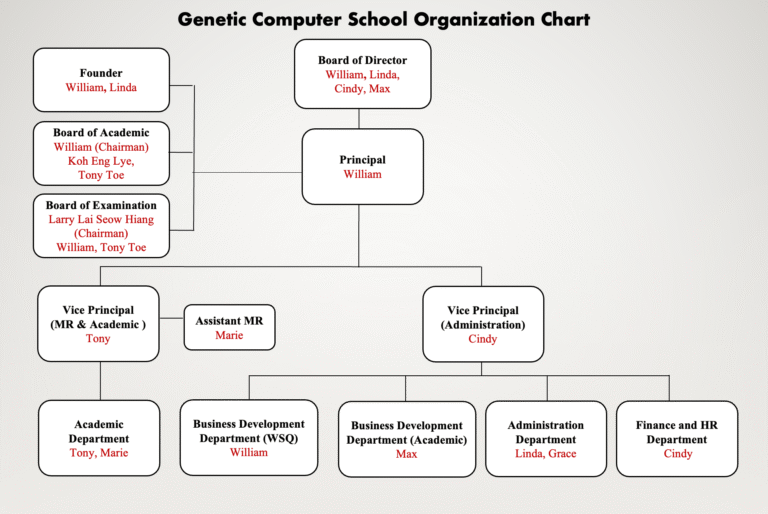 Genetic Computer School Organization Chart
Founder
William, Linda
Board of Director
William, Linda,
Cindy, Max
Board of Academic
William (Chairman)
Koh Eng Lye,
Tony Toe
Principal
William
Board of Examination
Larry Lai Seow Hiang
(Chairman)
William, Tony Toe
Vice Principal
(MR & Academic )
Tony
Assistant MR
Marie
Vice Principal
(Administration)
Cindy
Academic
Department
Tony, Marie
Business Development
Department (WSQ)
William
Business Development
Department (Academic)
Max
Administration
Department
Linda, Grace
Finance and HR
Department
Cindy